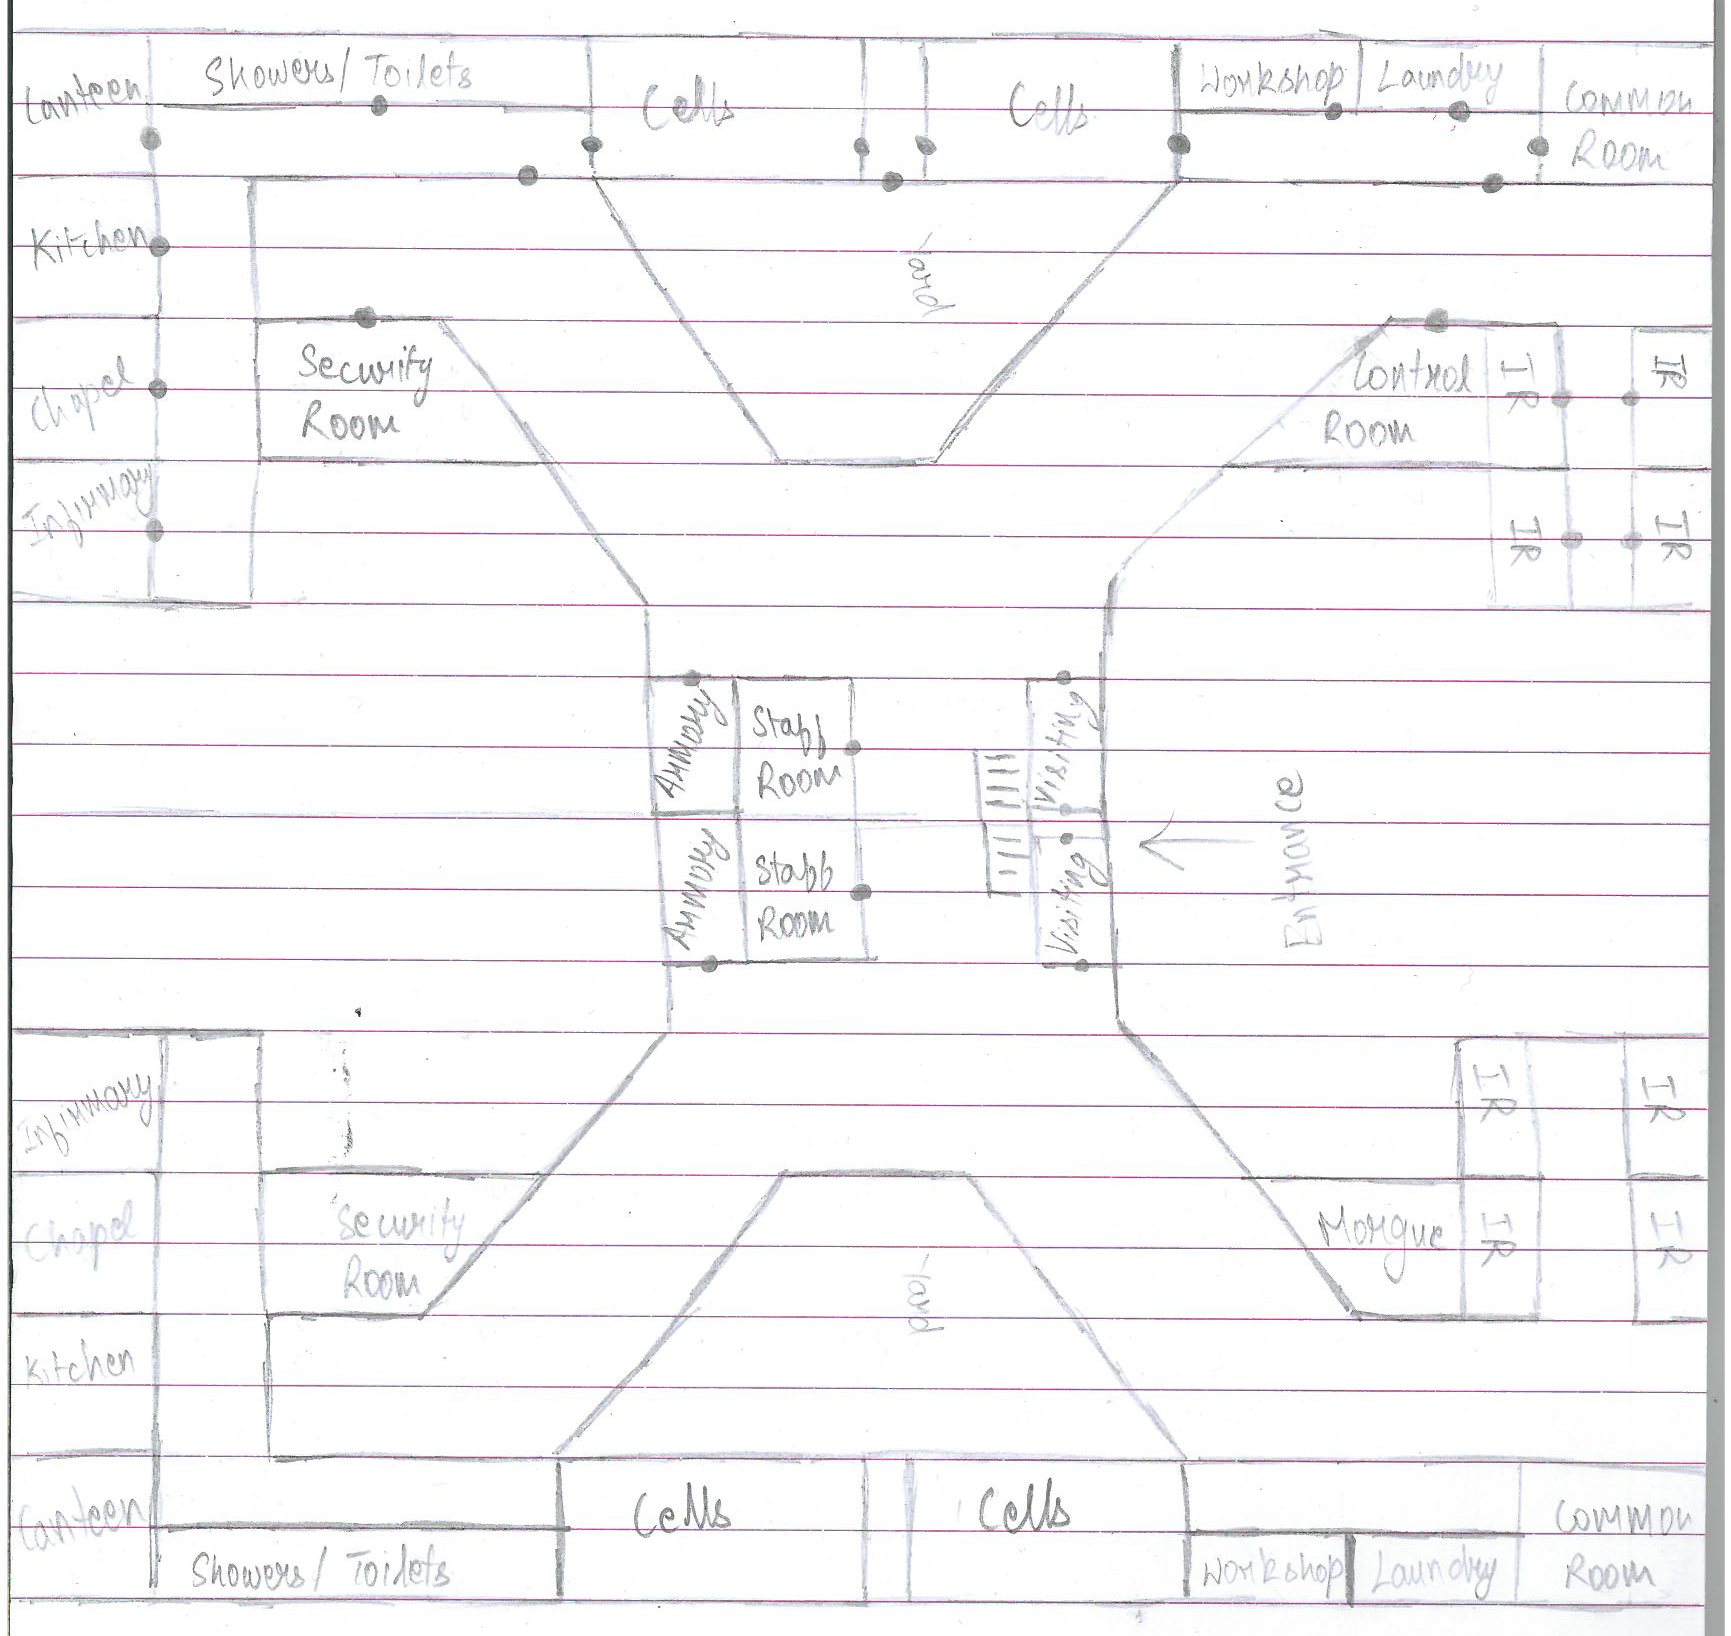 Showers/ Toilets
Workshop
Laundry
Canteen
Cells
Cells
Common
Room
Kitchen
Yard
Security
Room
Control
Room
IR
IR
Chapel
Infirmary
IR
IR
Armory
Staff
Room
Visiting
Armory
Staff
Room
Visiting
Entrance
Infirmary
IR
IR
Chapel
Security
Room
Morgue
IR
IR
Yard
Kitchen
Canteen
Cells
Cells
Common
Room
Showers/ Toilets
Workshop
Laundry